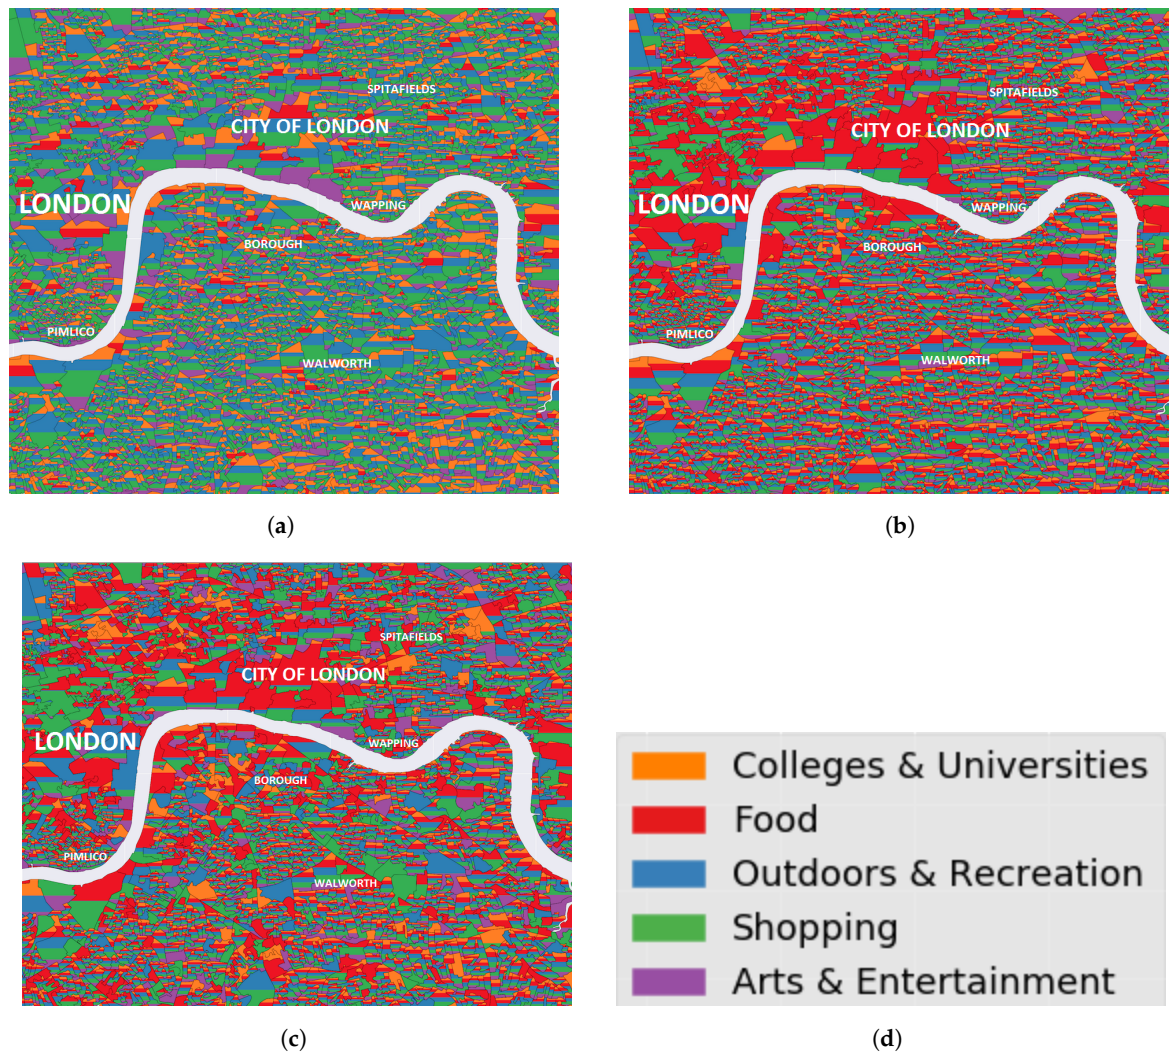 SPITAFIELDS
CITY OF LONDON
LONDON
WAPPING
BOROUGH
PIMLICO
WALWORTH
(a)
SPITAFIELDS
CITY OF LONDON
LONDON
WAPPING
BOROUGH
PIMLICO
WALWORTH
(b)
SPITAFIELDS
CITY OF LONDON
LONDON
WAPPING
BOROUGH
PIMLICO
WALWORTH
(c)
Colleges & Universities
Food
Outdoors & Recreation
Shopping
Arts & Entertainment
(d)